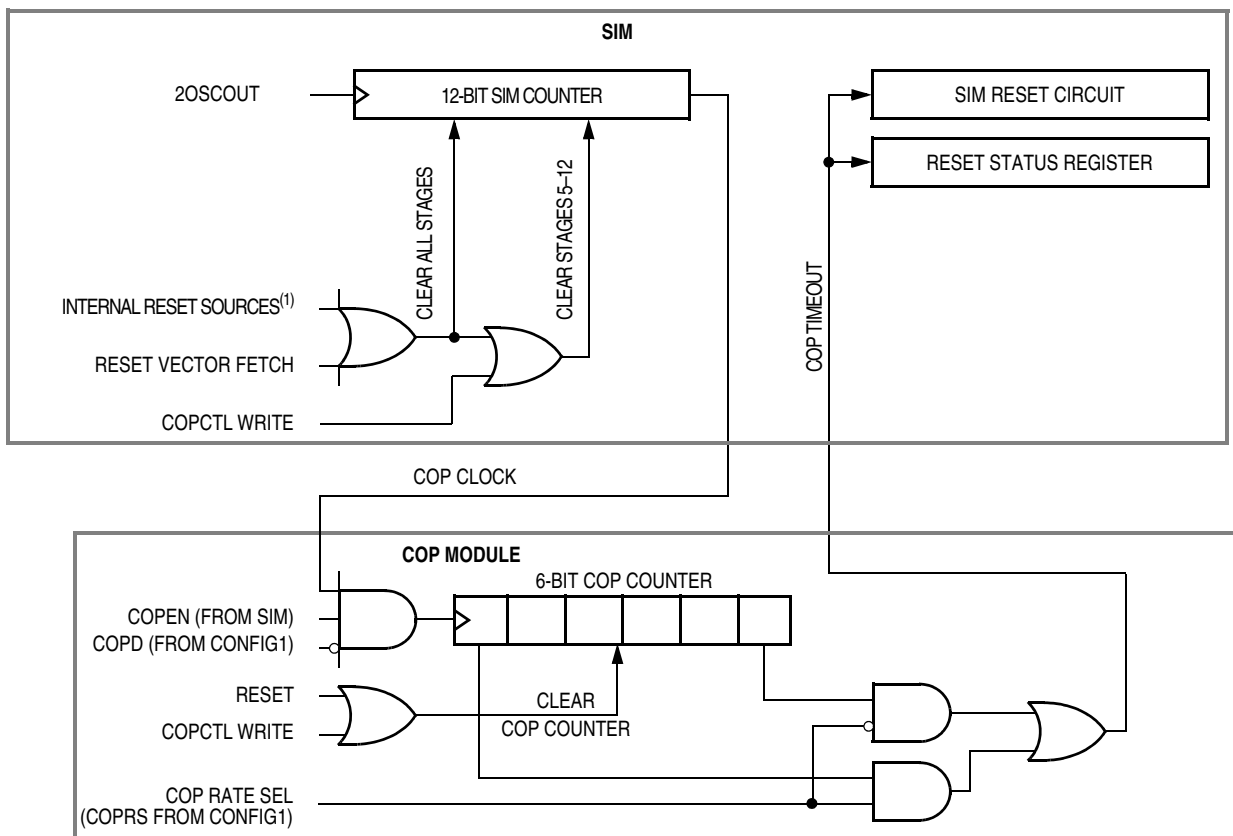 SIM
2OSCOUT
12-BIT SIM COUNTER
SIM RESET CIRCUIT
RESET STATUS REGISTER
CLEAR ALL STAGES
CLEAR STAGES 5–12
COP TIMEOUT
INTERNAL RESET SOURCES(1)
RESET VECTOR FETCH
COPCTL WRITE
COP CLOCK
COP MODULE
6-BIT COP COUNTER
COPEN (FROM SIM)
COPD (FROM CONFIG1)
RESET
COPCTL WRITE
CLEAR
COP COUNTER
COP RATE SEL
(COPRS FROM CONFIG1)